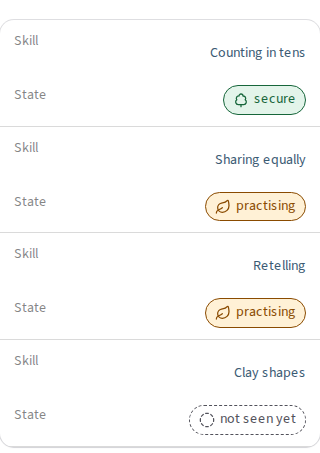 Skill
Counting in tens
State
secure
Skill
Sharing equally
State
practising
Skill
Retelling
State
practising
Skill
Clay shapes
State
not seen yet